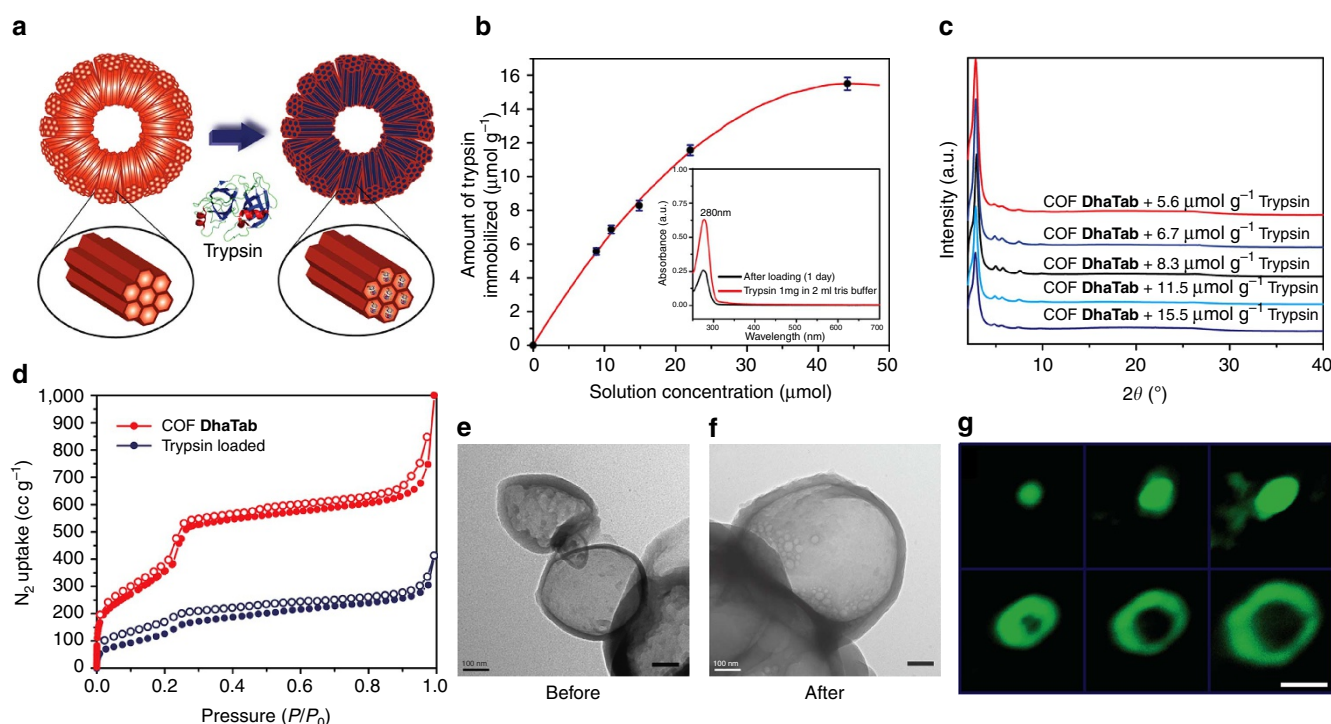 a
Trypsin
b
Amount of trypsin
immobilized (μmol g⁻¹)
16
14
12
10
8
6
4
2
0
0 10 20 30 40 50
Solution concentration (μmol)
Absorbance (a.u.)
1.00
0.75
0.50
0.25
0.00
280nm
After loading (1 day)
Trypsin 1mg in 2 ml tris buffer
300 400 500 600 700
Wavelength (nm)
c
Intensity (a.u.)
COF DhaTab + 5.6 μmol g⁻¹ Trypsin
COF DhaTab + 6.7 μmol g⁻¹ Trypsin
COF DhaTab + 8.3 μmol g⁻¹ Trypsin
COF DhaTab + 11.5 μmol g⁻¹ Trypsin
COF DhaTab + 15.5 μmol g⁻¹ Trypsin
10 20 30 40
2θ (°)
d
N₂ uptake (cc g⁻¹)
1,000
900
800
700
600
500
400
300
200
100
0
COF DhaTab
Trypsin loaded
0.0 0.2 0.4 0.6 0.8 1.0
Pressure (P/P₀)
e
100 nm
Before
f
100 nm
After
g